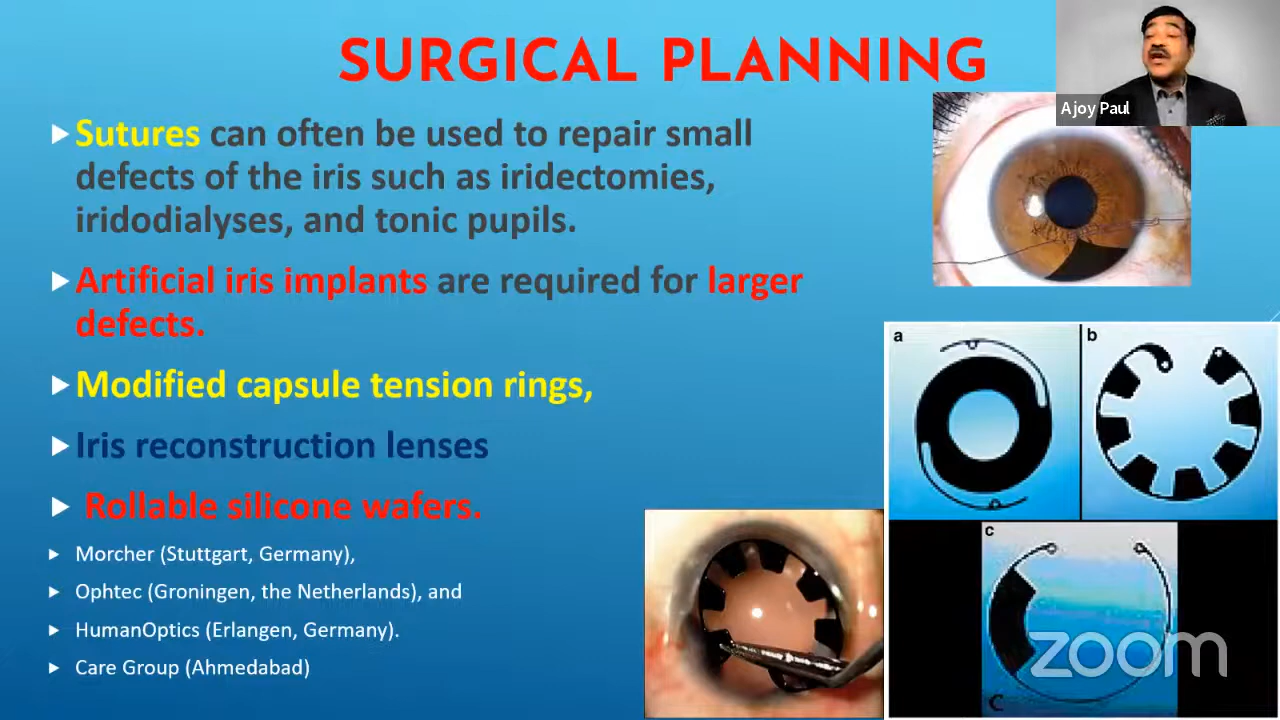 SURGICAL PLANNING
Ajoy Paul
Sutures can often be used to repair small
defects of the iris such as iridectomies,
iridodialyses, and tonic pupils.
Artificial iris implants are required for larger
defects.
Modified capsule tension rings,
Iris reconstruction lenses
Rollable silicone wafers.
Morcher (Stuttgart, Germany),
Ophtec (Groningen, the Netherlands), and
HumanOptics (Erlangen, Germany).
Care Group (Ahmedabad)
a
b
c
C
zoom